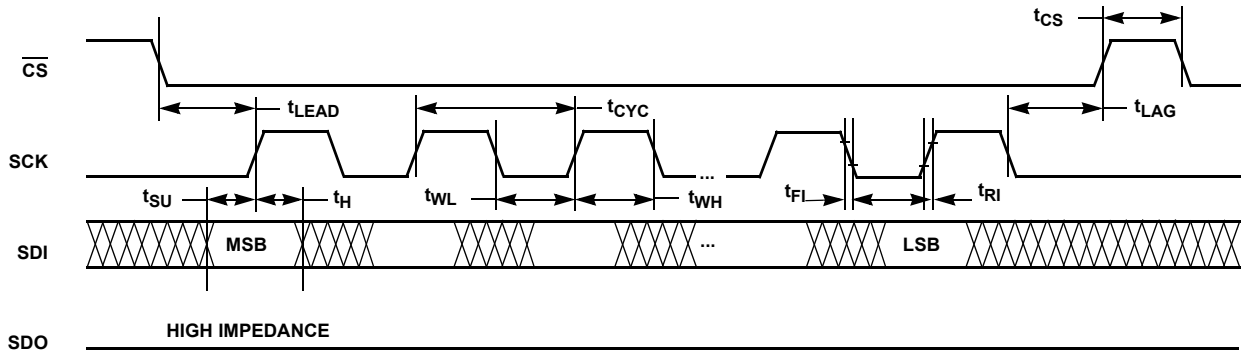 tCS
CS
tLEAD
tCYC
tLAG
SCK
...
tSU
tH
tWL
tWH
tFI
tRI
SDI
MSB
...
LSB
HIGH IMPEDANCE
SDO